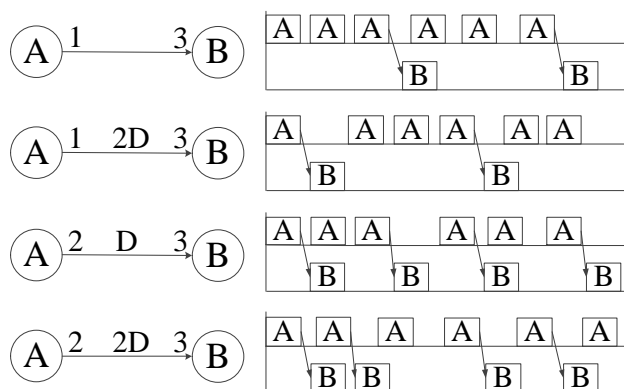 A 1 3 B A A A A A A
B B
A 1 2D 3 B A A A A A A
B B
A 2 D 3 B A A A A A A
B B B B
A 2 2D 3 B A A A A A A
B B B B